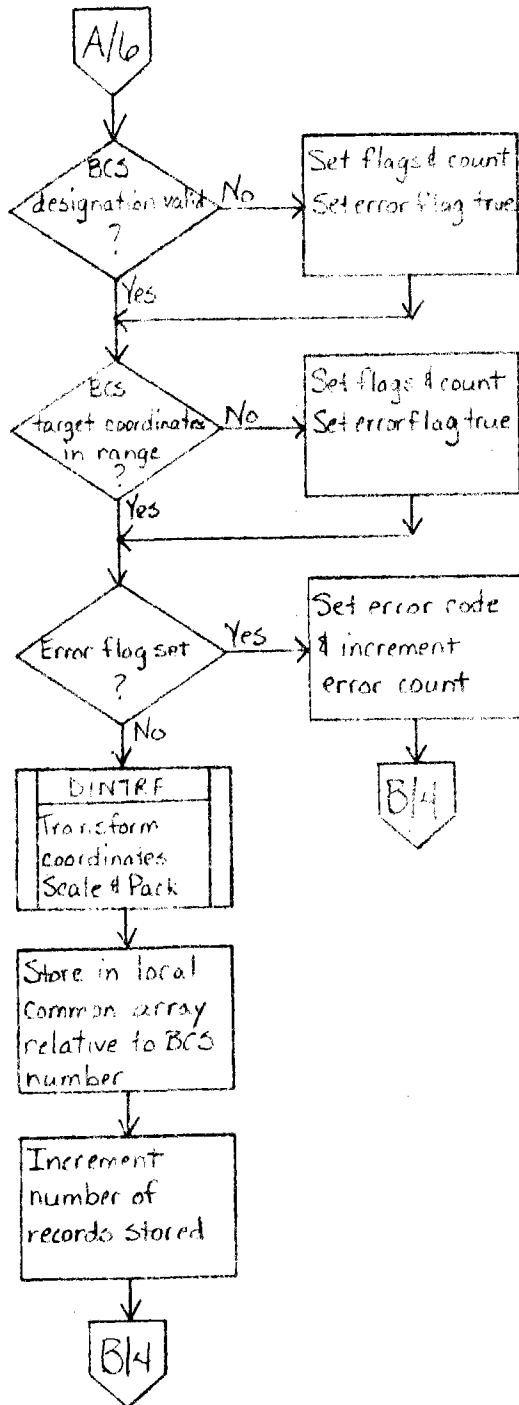 A/6
BCS
designation valid
?
No
Yes
Set flags & count
Set error flag true
BCS
target coordinates
in range
?
No
Yes
Set flags & count
Set error flag true
Error flag set
?
Yes
No
Set error code
& increment
error count
B/4
DINTRF
Transform
coordinates
Scale & Pack
Store in local
Common array
relative to BCS
number
Increment
number of
records stored
B/4